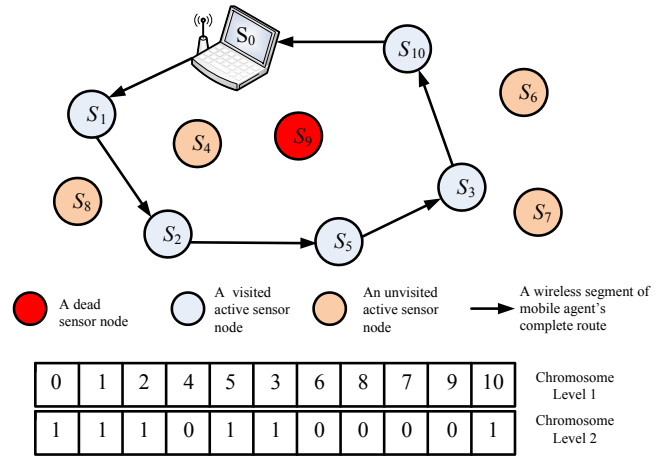 S0
S10
S6
S1
S4
S9
S3
S8
S2
S5
S7
A dead sensor node
A visited active sensor node
An unvisited active sensor node
A wireless segment of mobile agent's complete route
0 1 2 4 5 3 6 8 7 9 10
Chromosome Level 1
1 1 1 0 1 1 0 0 0 0 1
Chromosome Level 2